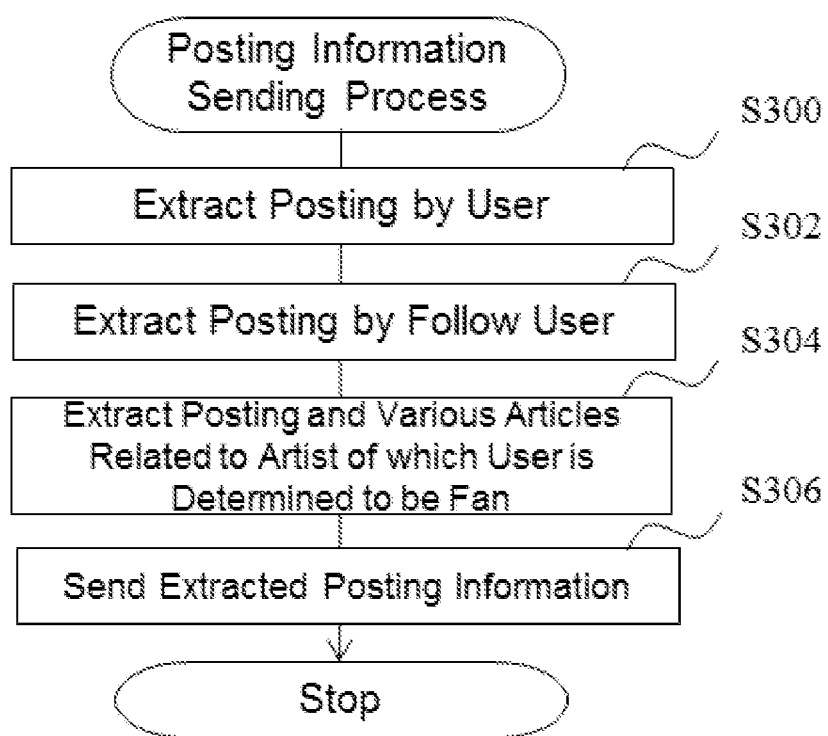 Posting Information
Sending Process
S300
Extract Posting by User
S302
Extract Posting by Follow User
S304
Extract Posting and Various Articles
Related to Artist of which User is
Determined to be Fan
S306
Send Extracted Posting Information
Stop